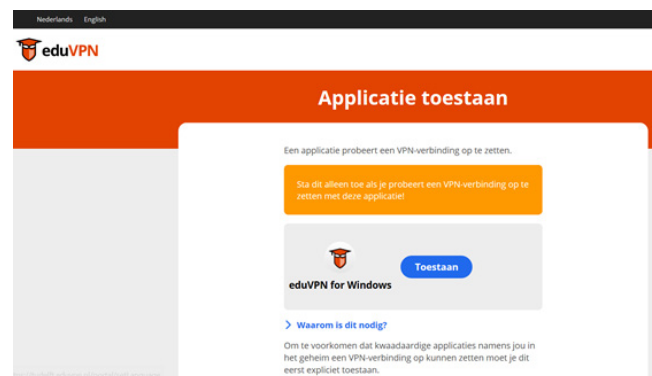 Nederlands English
eduVPN
Applicatie toestaan
Een applicatie probeert een VPN-verbinding op te zetten.
Sta dit alleen toe als je probeert een VPN-verbinding op te
zetten met deze applicatie!
Toestaan
eduVPN for Windows
Waarom is dit nodig?
Om te voorkomen dat kwaadaardige applicaties namens jou in
het geheim een VPN-verbinding op kunnen zetten moet je dit
eerst expliciet toestaan.